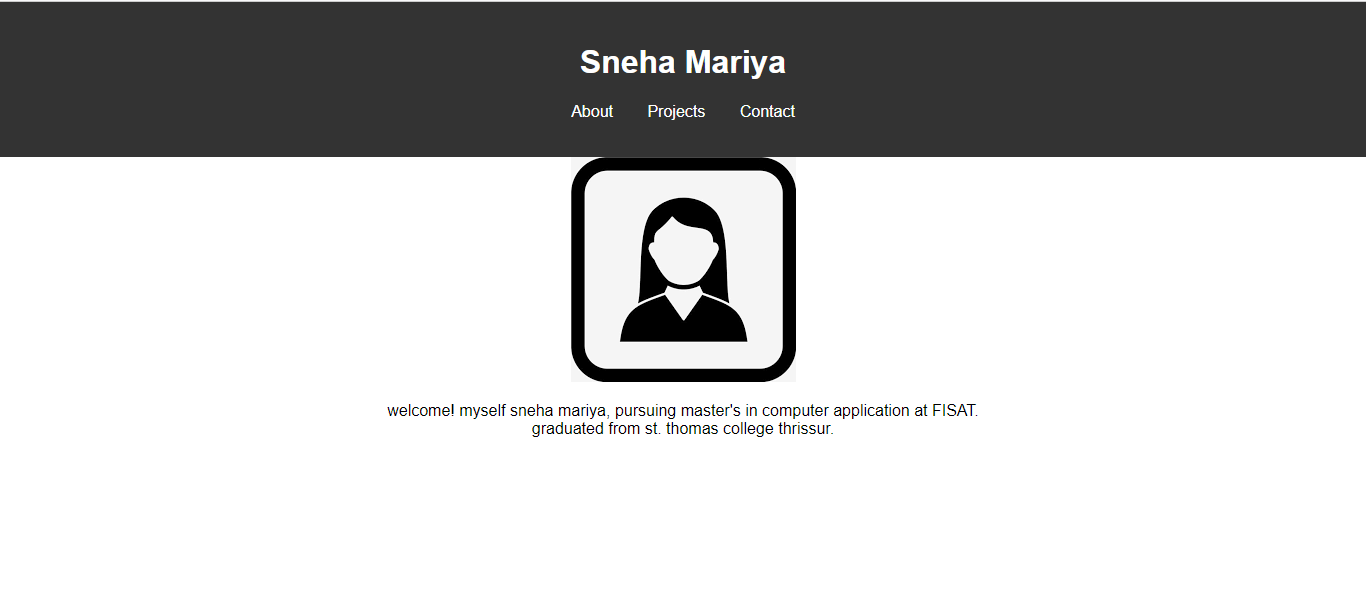 Sneha Mariya
About Projects Contact
welcome! myself sneha mariya, pursuing master's in computer application at FISAT.
graduated from st. thomas college thrissur.